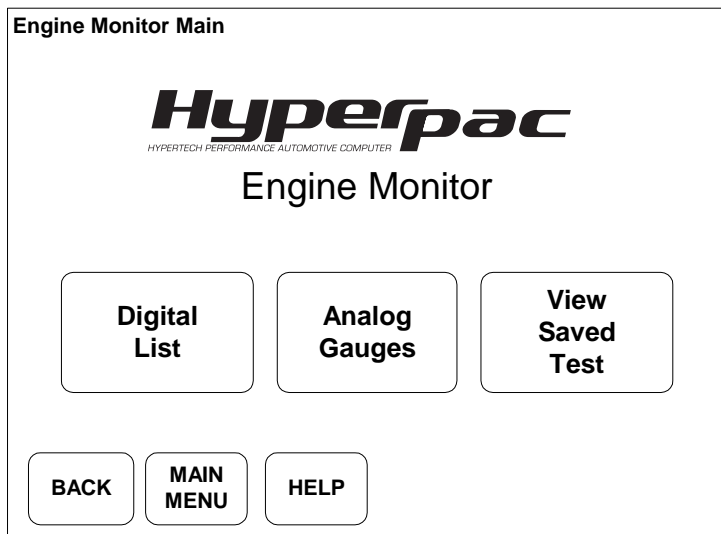 Engine Monitor Main
Hyperpac
HYPERTECH PERFORMANCE AUTOMOTIVE COMPUTER
Engine Monitor
Digital
List
Analog
Gauges
View
Saved
Test
BACK
MAIN
MENU
HELP